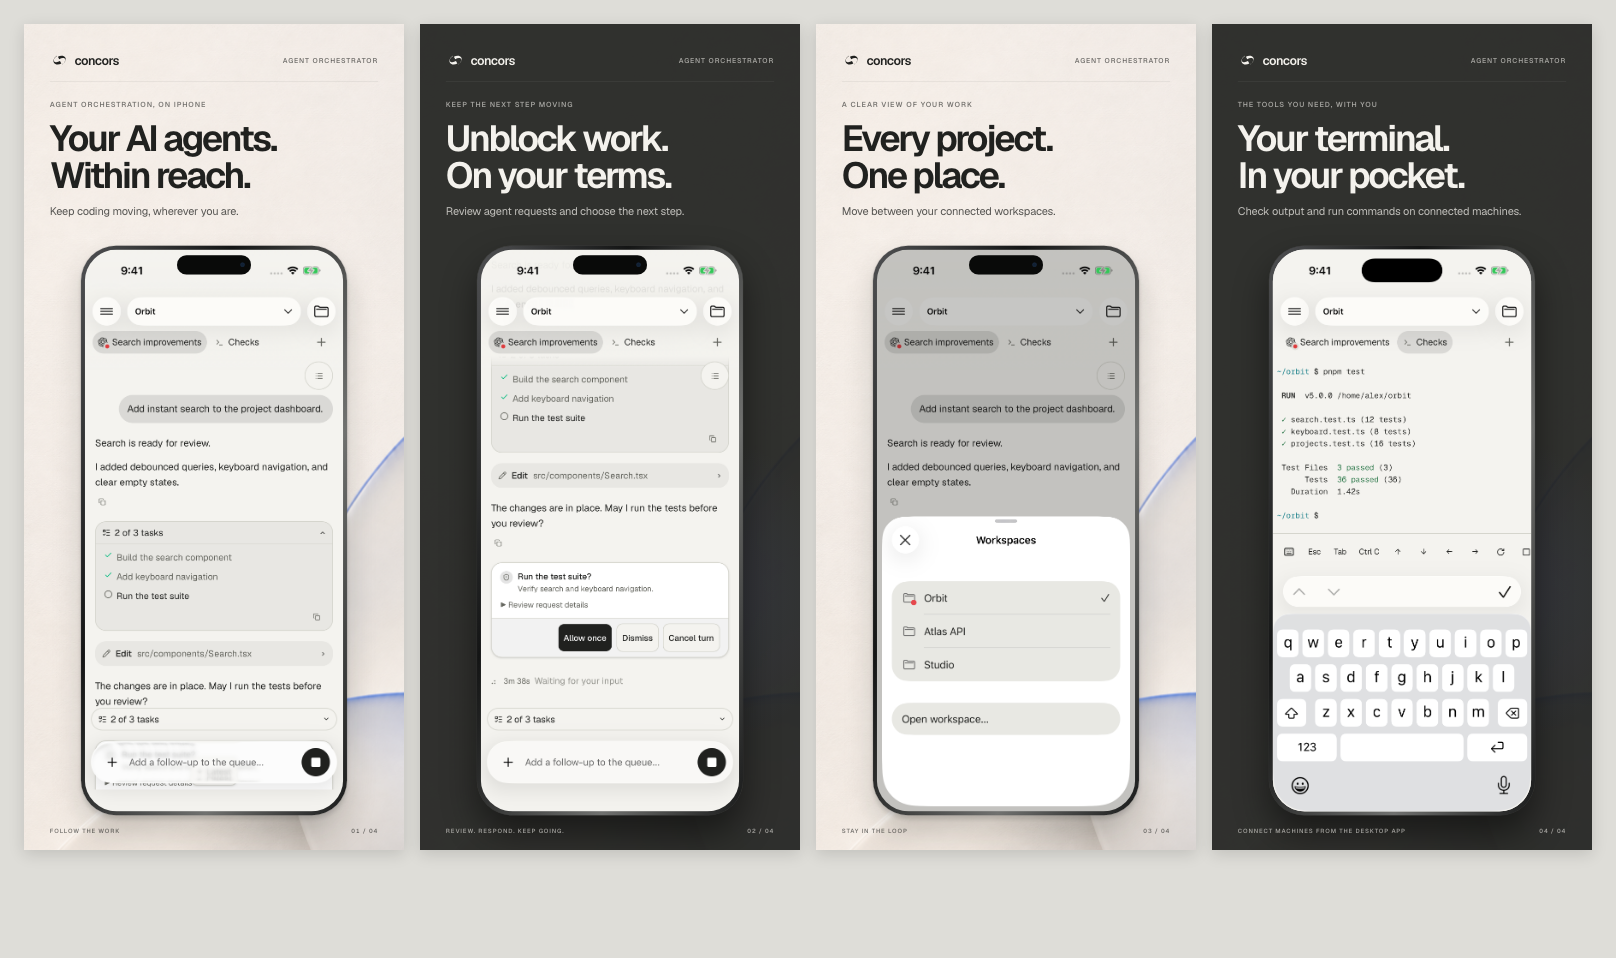 concors
AGENT ORCHESTRATOR
AGENT ORCHESTRATION, ON IPHONE
Your AI agents.
Within reach.
Keep coding moving, wherever you are.
9:41
Orbit
Search improvements
Checks
Add instant search to the project dashboard.
Search is ready for review.
I added debounced queries, keyboard navigation, and
clear empty states.
2 of 3 tasks
Build the search component
Add keyboard navigation
Run the test suite
Edit src/components/Search.tsx
The changes are in place. May I run the tests before
you review?
2 of 3 tasks
Add a follow-up to the queue...
Review request details
FOLLOW THE WORK
01 / 04
concors
AGENT ORCHESTRATOR
KEEP THE NEXT STEP MOVING
Unblock work.
On your terms.
Review agent requests and choose the next step.
9:41
I added debounced queries, keyboard navigation, and
Orbit
Search improvements
Checks
Build the search component
Add keyboard navigation
Run the test suite
Edit src/components/Search.tsx
The changes are in place. May I run the tests before
you review?
Run the test suite?
Verify search and keyboard navigation.
Review request details
Allow once
Dismiss
Cancel turn
3m 38s Waiting for your input
2 of 3 tasks
Add a follow-up to the queue...
REVIEW. RESPOND. KEEP GOING.
02 / 04
concors
AGENT ORCHESTRATOR
A CLEAR VIEW OF YOUR WORK
Every project.
One place.
Move between your connected workspaces.
9:41
Orbit
Search improvements
Checks
Add instant search to the project dashboard.
Search is ready for review.
I added debounced queries, keyboard navigation, and
clear empty states.
Workspaces
Orbit
Atlas API
Studio
Open workspace...
STAY IN THE LOOP
03 / 04
concors
AGENT ORCHESTRATOR
THE TOOLS YOU NEED, WITH YOU
Your terminal.
In your pocket.
Check output and run commands on connected machines.
9:41
Orbit
Search improvements
Checks
~/orbit $ pnpm test
RUN v5.0.0 /home/alex/orbit
✓ search.test.ts (12 tests)
✓ keyboard.test.ts (8 tests)
✓ projects.test.ts (16 tests)
Test Files 3 passed (3)
Tests 36 passed (36)
Duration 1.42s
~/orbit $
Esc Tab Ctrl C ↑ ↓ ← →
q w e r t y u i o p
a s d f g h j k l
z x c v b n m
123
CONNECT MACHINES FROM THE DESKTOP APP
04 / 04